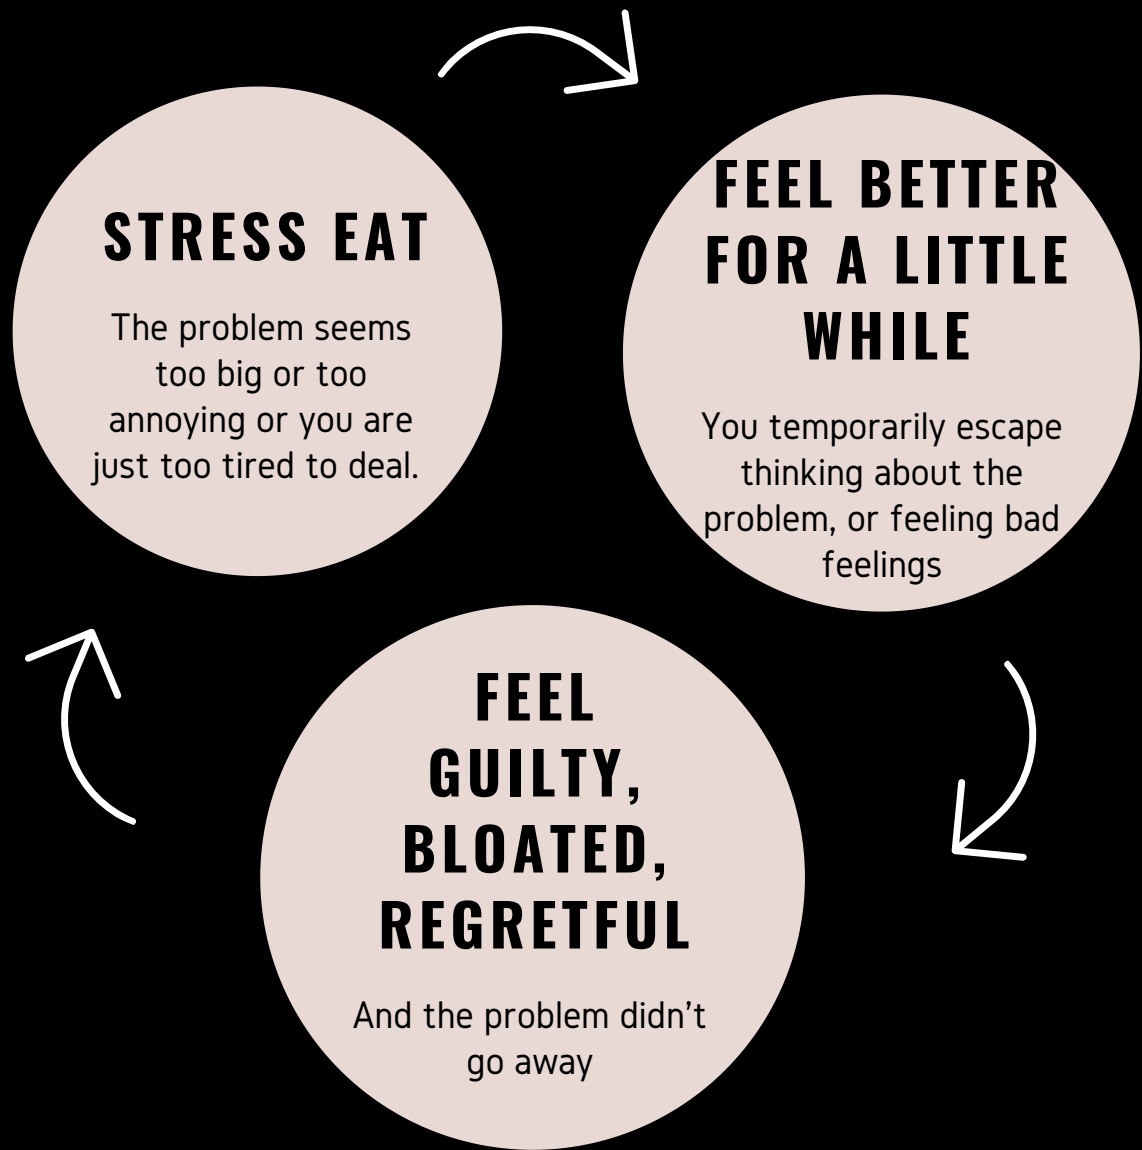 STRESS EAT
The problem seems
too big or too
annoying or you are
just too tired to deal.
FEEL BETTER
FOR A LITTLE
WHILE
You temporarily escape
thinking about the
problem, or feeling bad
feelings
FEEL
GUILTY,
BLOATED,
REGRETFUL
And the problem didn’t
go away